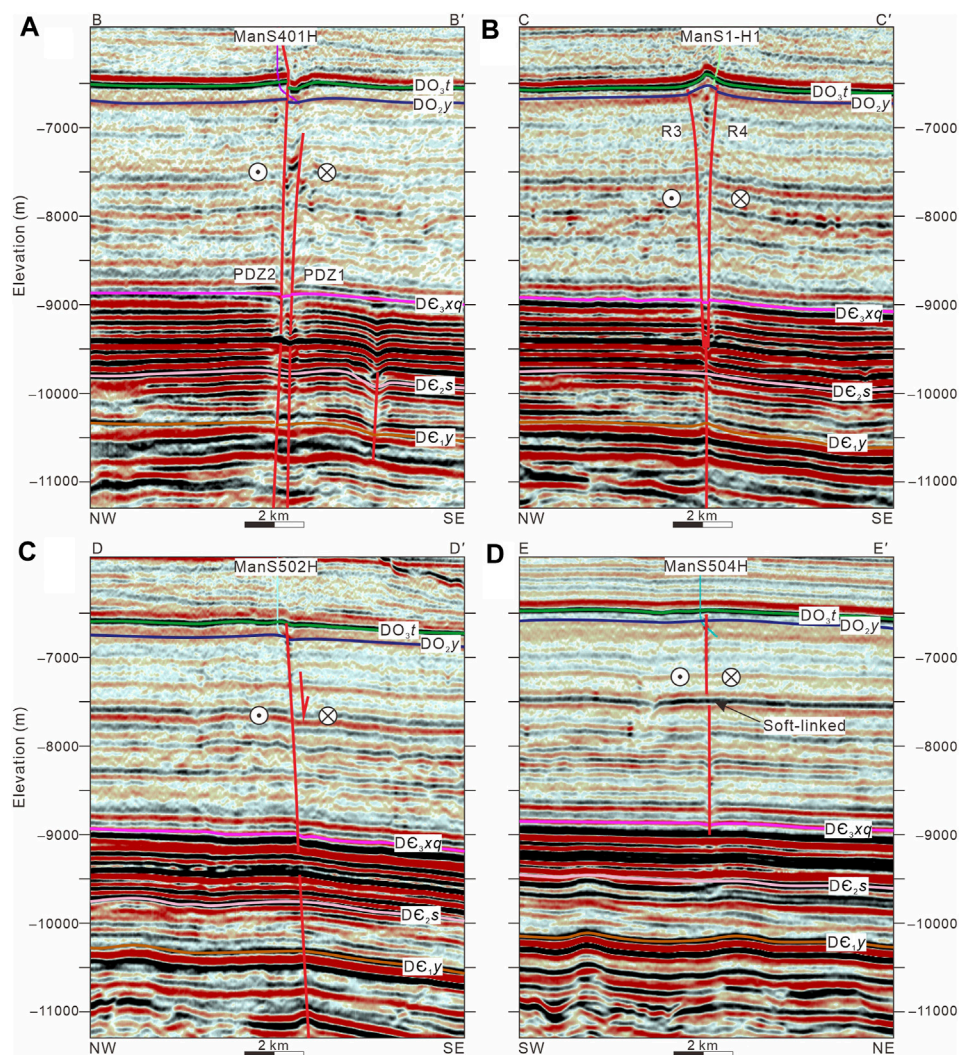 A
B
B′
ManS401H
DO₃t
DO₂y
−7000
−8000
PDZ2
PDZ1
DЄ₃xq
−9000
DЄ₂s
−10000
DЄ₁y
−11000
Elevation (m)
NW
2 km
SE
B
C
C′
ManS1-H1
DO₃t
DO₂y
−7000
R3
R4
−8000
DЄ₃xq
−9000
DЄ₂s
−10000
DЄ₁y
−11000
NW
2 km
SE
C
D
D′
ManS502H
DO₃t
DO₂y
−7000
−8000
DЄ₃xq
−9000
DЄ₂s
−10000
DЄ₁y
−11000
Elevation (m)
NW
2 km
SE
D
E
E′
ManS504H
DO₃t
DO₂y
−7000
Soft-linked
−8000
DЄ₃xq
−9000
DЄ₂s
−10000
DЄ₁y
−11000
SW
2 km
NE